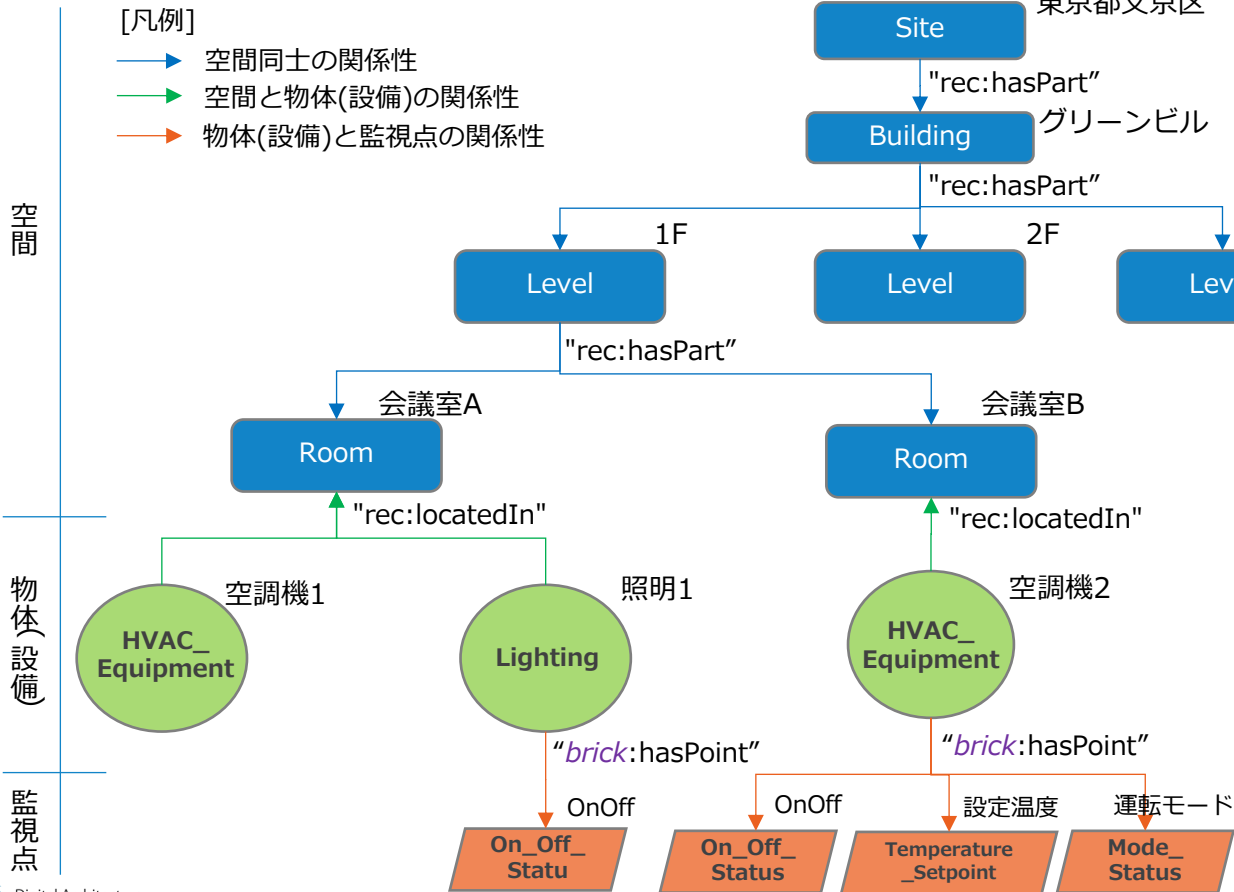 [凡例]
空間同士の関係性
空間と物体(設備)の関係性
物体(設備)と監視点の関係性
東京都文京区
Site
"rec:hasPart”
グリーンビル
Building
"rec:hasPart”
1F
2F
Level
Level
Lev
"rec:hasPart”
会議室A
会議室B
Room
Room
"rec:locatedIn"
"rec:locatedIn"
空調機1
照明1
空調機2
HVAC_
Equipment
Lighting
HVAC_
Equipment
“brick:hasPoint”
“brick:hasPoint”
OnOff
OnOff
設定温度
運転モード
On_Off_
Statu
On_Off_
Status
Temperature
_Setpoint
Mode_
Status
空間
物体(設備)
監視点